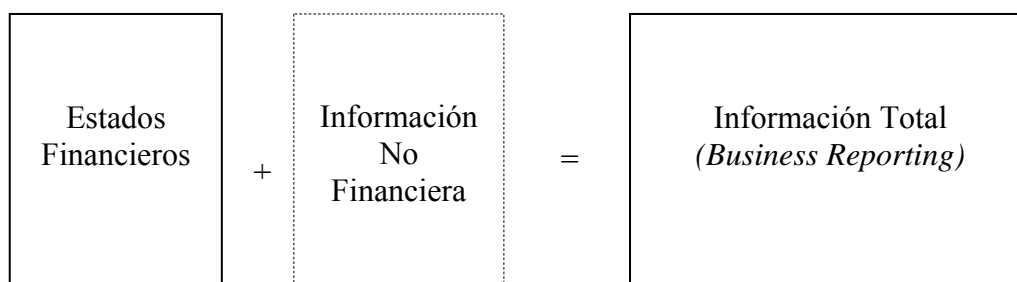 Estados
Financieros
+
Información
No
Financiera
=
Información Total
(Business Reporting)